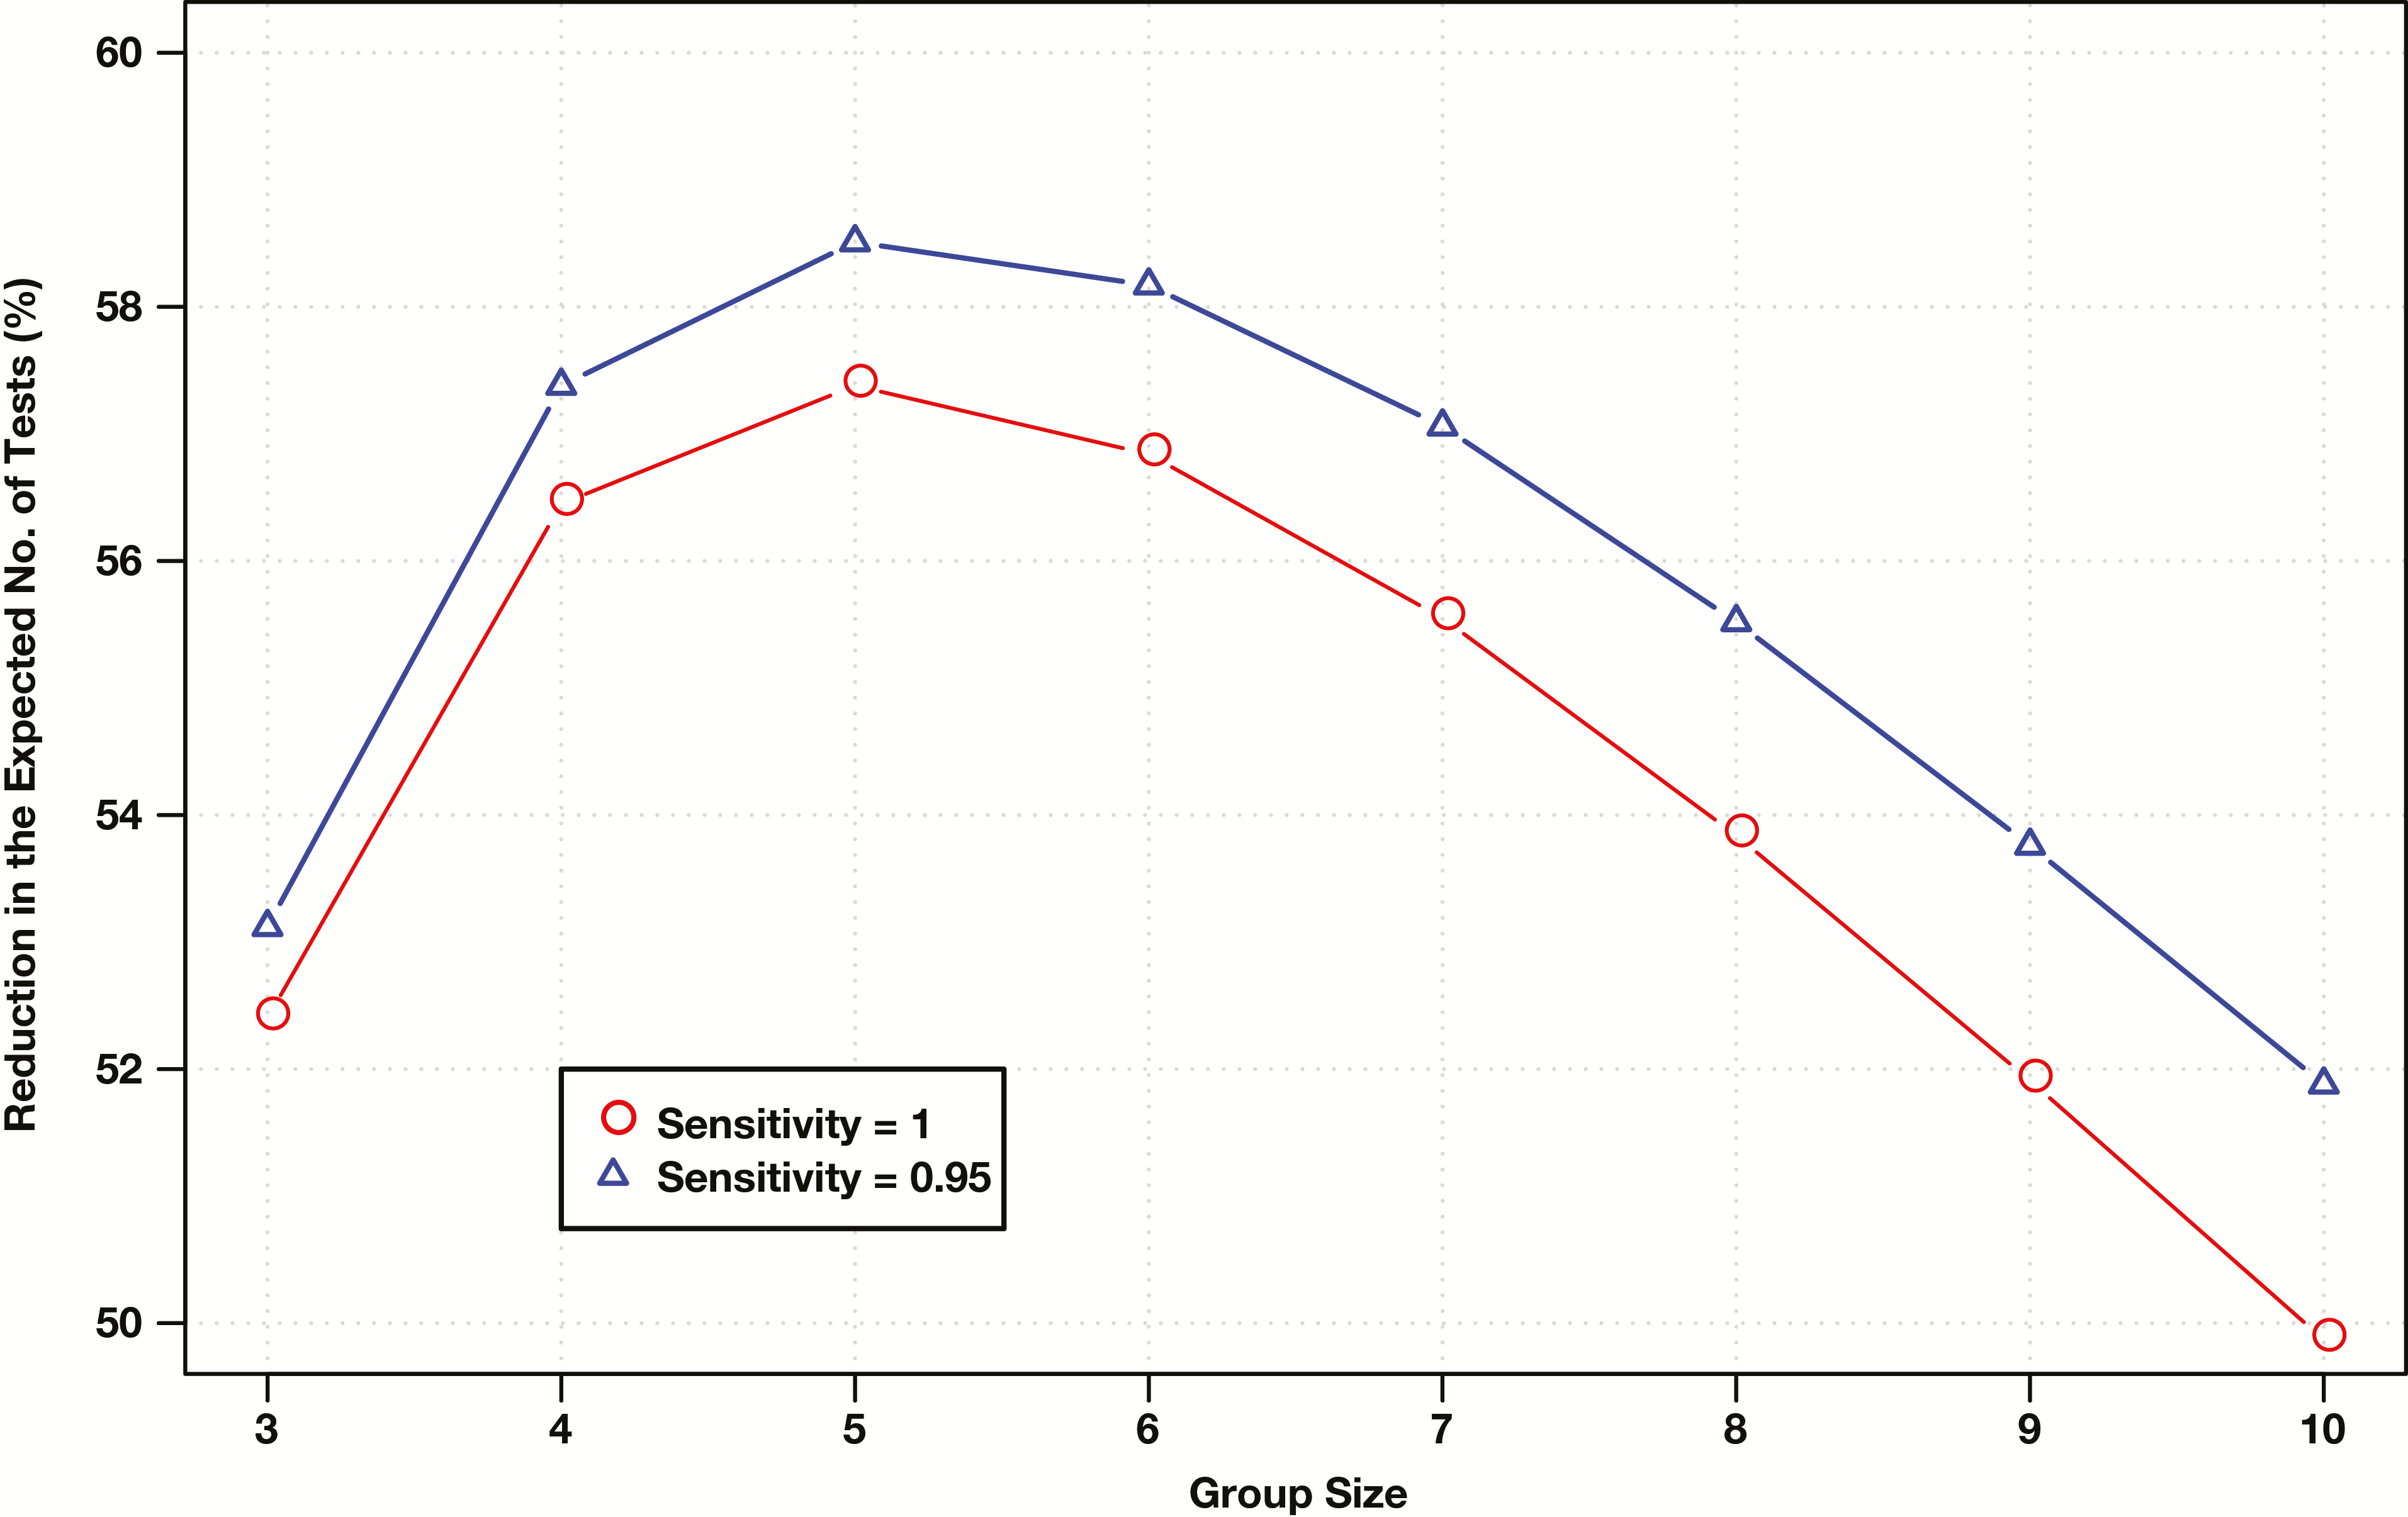 Reduction in the Expected No. of Tests (%)
60
58
56
54
52
50
Sensitivity = 1
Sensitivity = 0.95
3 4 5 6 7 8 9 10
Group Size